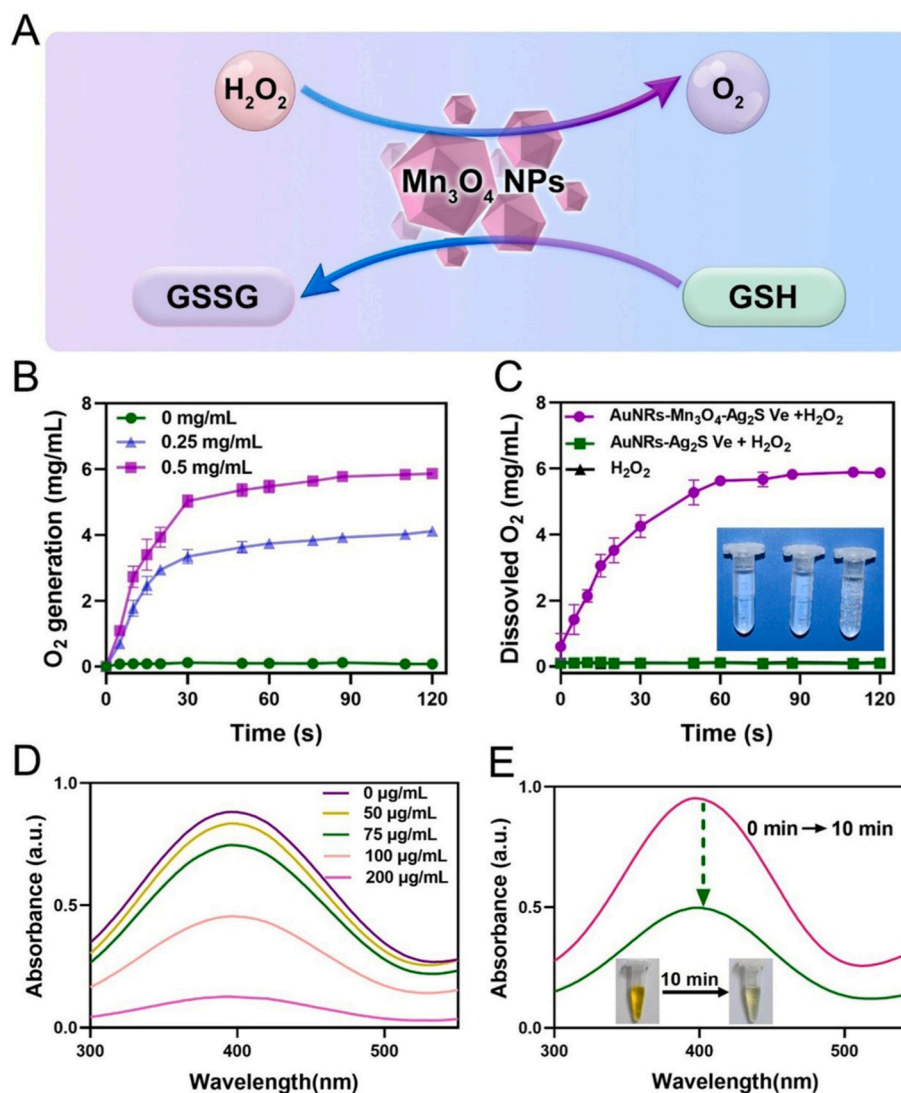 A
H₂O₂
O₂
Mn₃O₄ NPs
GSSG
GSH
B
O₂ generation (mg/mL)
8
6
4
2
0
0 mg/mL
0.25 mg/mL
0.5 mg/mL
0 30 60 90 120
Time (s)
C
Dissovled O₂ (mg/mL)
8
6
4
2
0
AuNRs-Mn₃O₄-Ag₂S Ve +H₂O₂
AuNRs-Ag₂S Ve + H₂O₂
H₂O₂
0 30 60 90 120
Time (s)
D
Absorbance (a.u.)
1.0
0.5
0.0
0 µg/mL
50 µg/mL
75 µg/mL
100 µg/mL
200 µg/mL
300 400 500
Wavelength(nm)
E
Absorbance (a.u.)
1.0
0.5
0.0
0 min 10 min
10 min
300 400 500
Wavelength(nm)